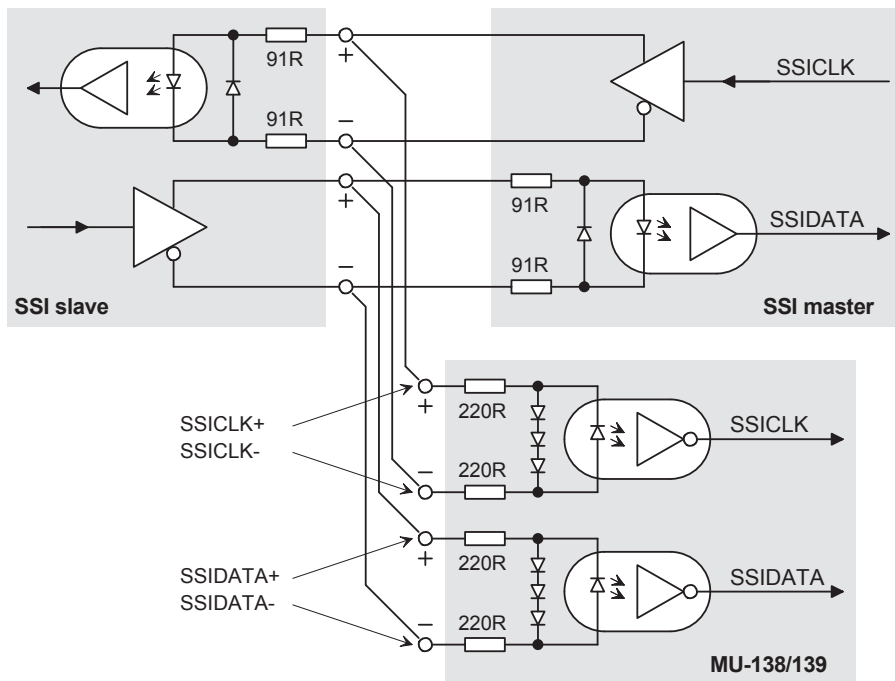 91R
+
SSICLK
91R
−
+
91R
SSIDATA
−
91R
SSI slave
SSI master
SSICLK+
+
220R
SSICLK
SSICLK-
−
220R
SSIDATA+
+
220R
SSIDATA
SSIDATA-
−
220R
MU-138/139